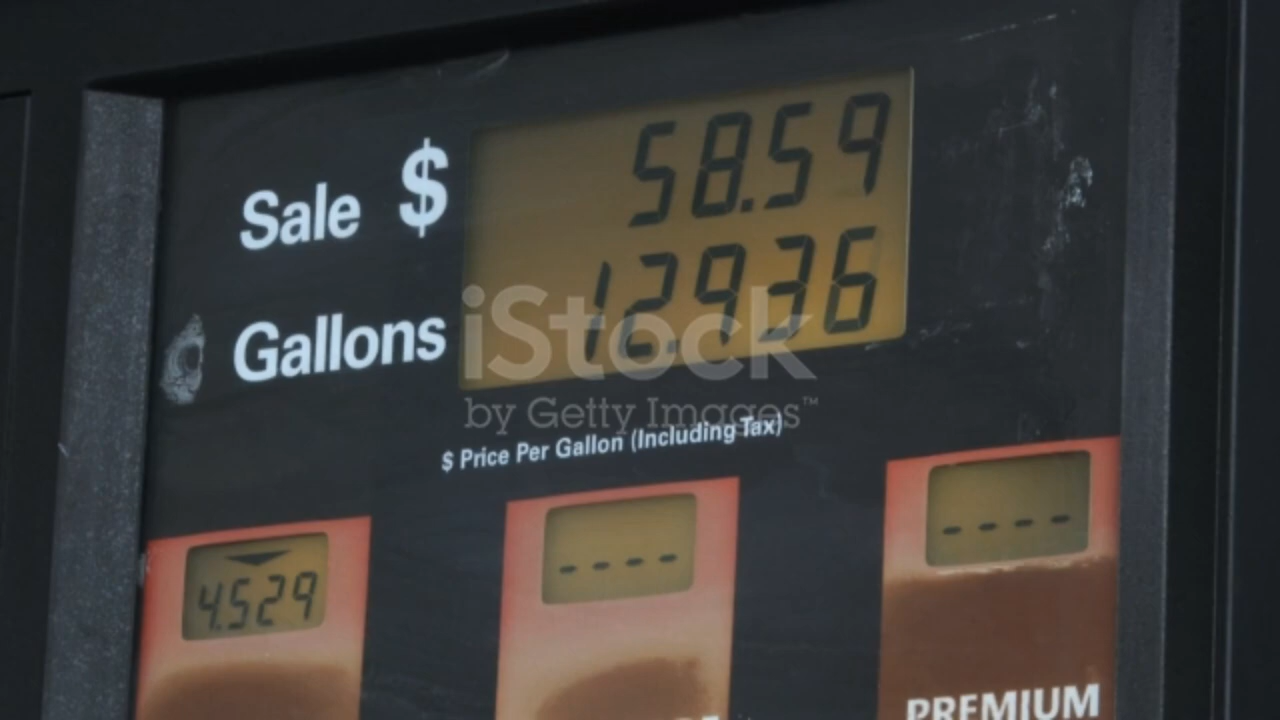 Sale $ 58.59
Gallons 12.936
iStock
by Getty Images™
$ Price Per Gallon (Including Tax)
4.529 ---- ----
PREMIUM